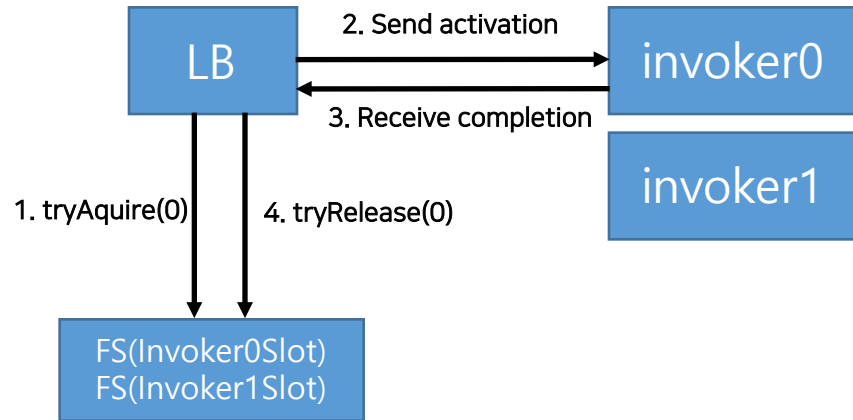 LB
2. Send activation
invoker0
3. Receive completion
invoker1
1. tryAquire(0)
4. tryRelease(0)
FS(Invoker0Slot)
FS(Invoker1Slot)